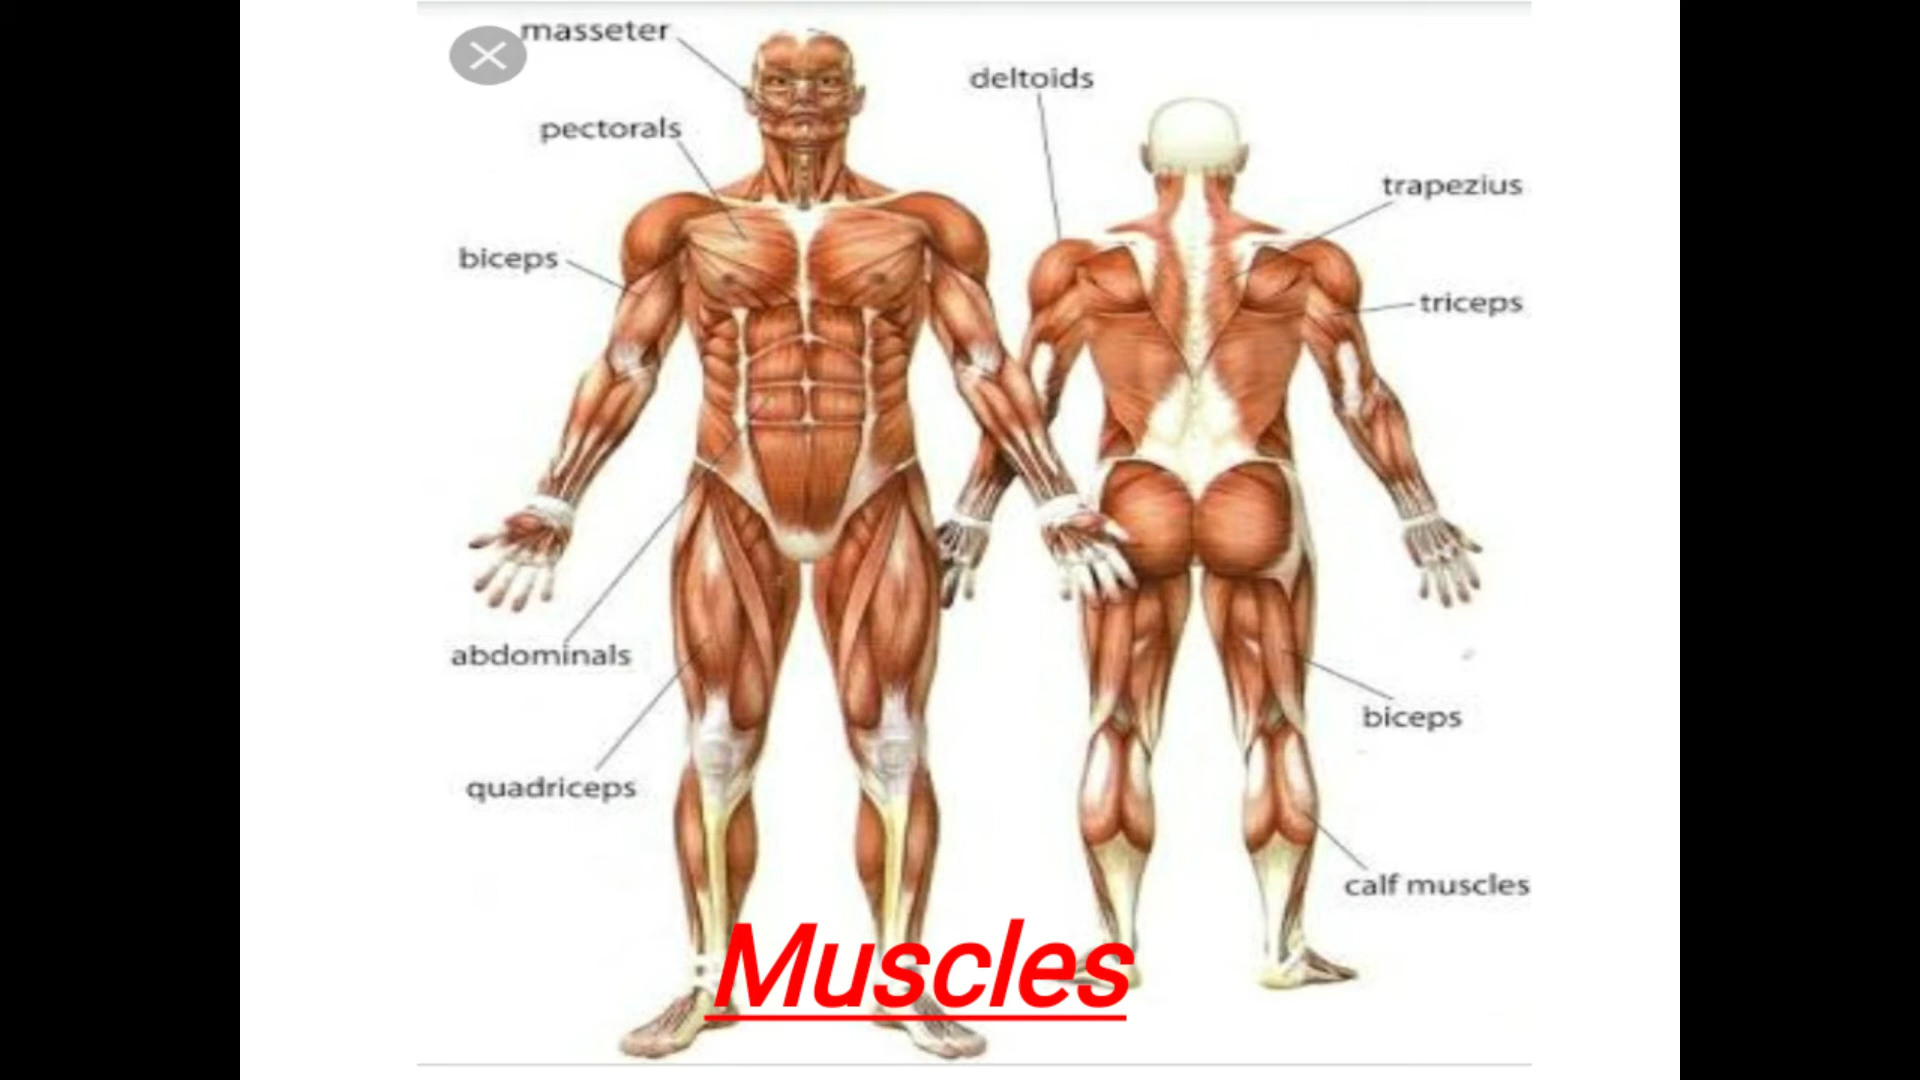 masseter
deltoids
pectorals
trapezius
biceps
triceps
abdominals
biceps
quadriceps
calf muscles
Muscles